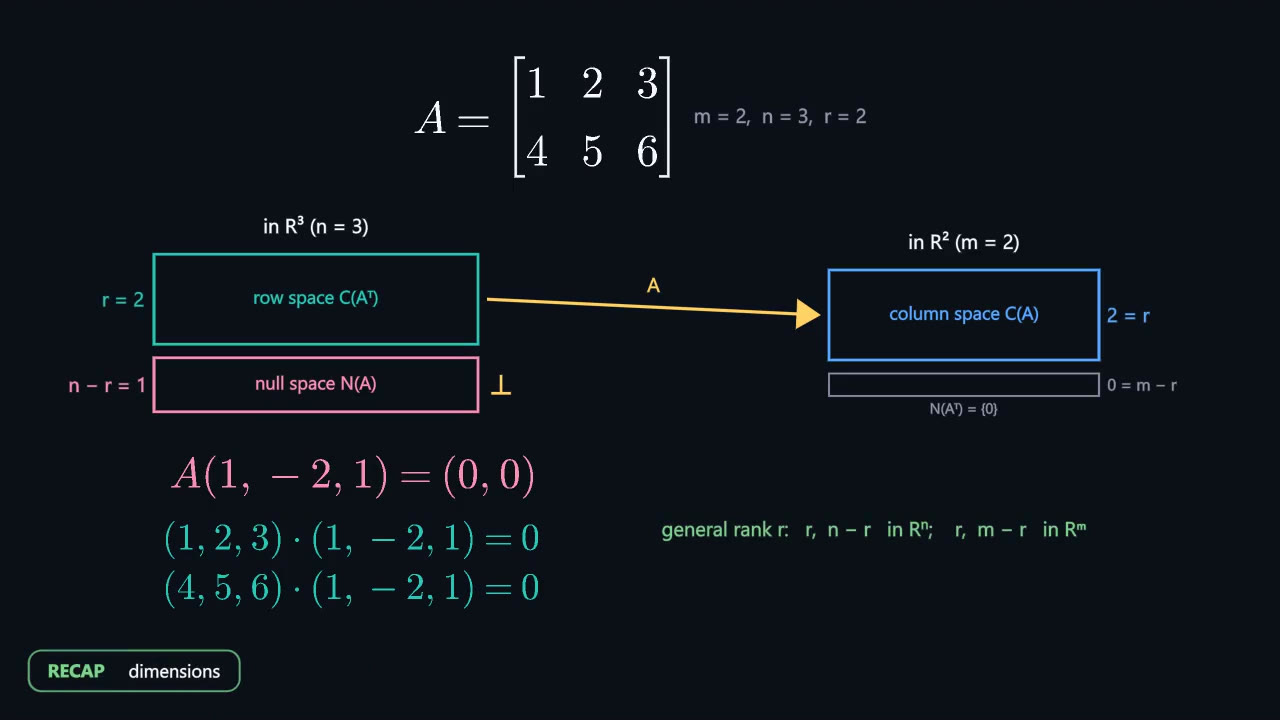 A = [1 2 3
4 5 6] m = 2, n = 3, r = 2
in R³ (n = 3)
in R² (m = 2)
r = 2 row space C(Aᵀ)
A
column space C(A) 2 = r
n − r = 1 null space N(A) ⊥
0 = m − r
N(Aᵀ) = {0}
A(1, −2, 1) = (0, 0)
(1, 2, 3) · (1, −2, 1) = 0
general rank r: r, n − r in Rⁿ; r, m − r in Rᵐ
(4, 5, 6) · (1, −2, 1) = 0
RECAP dimensions